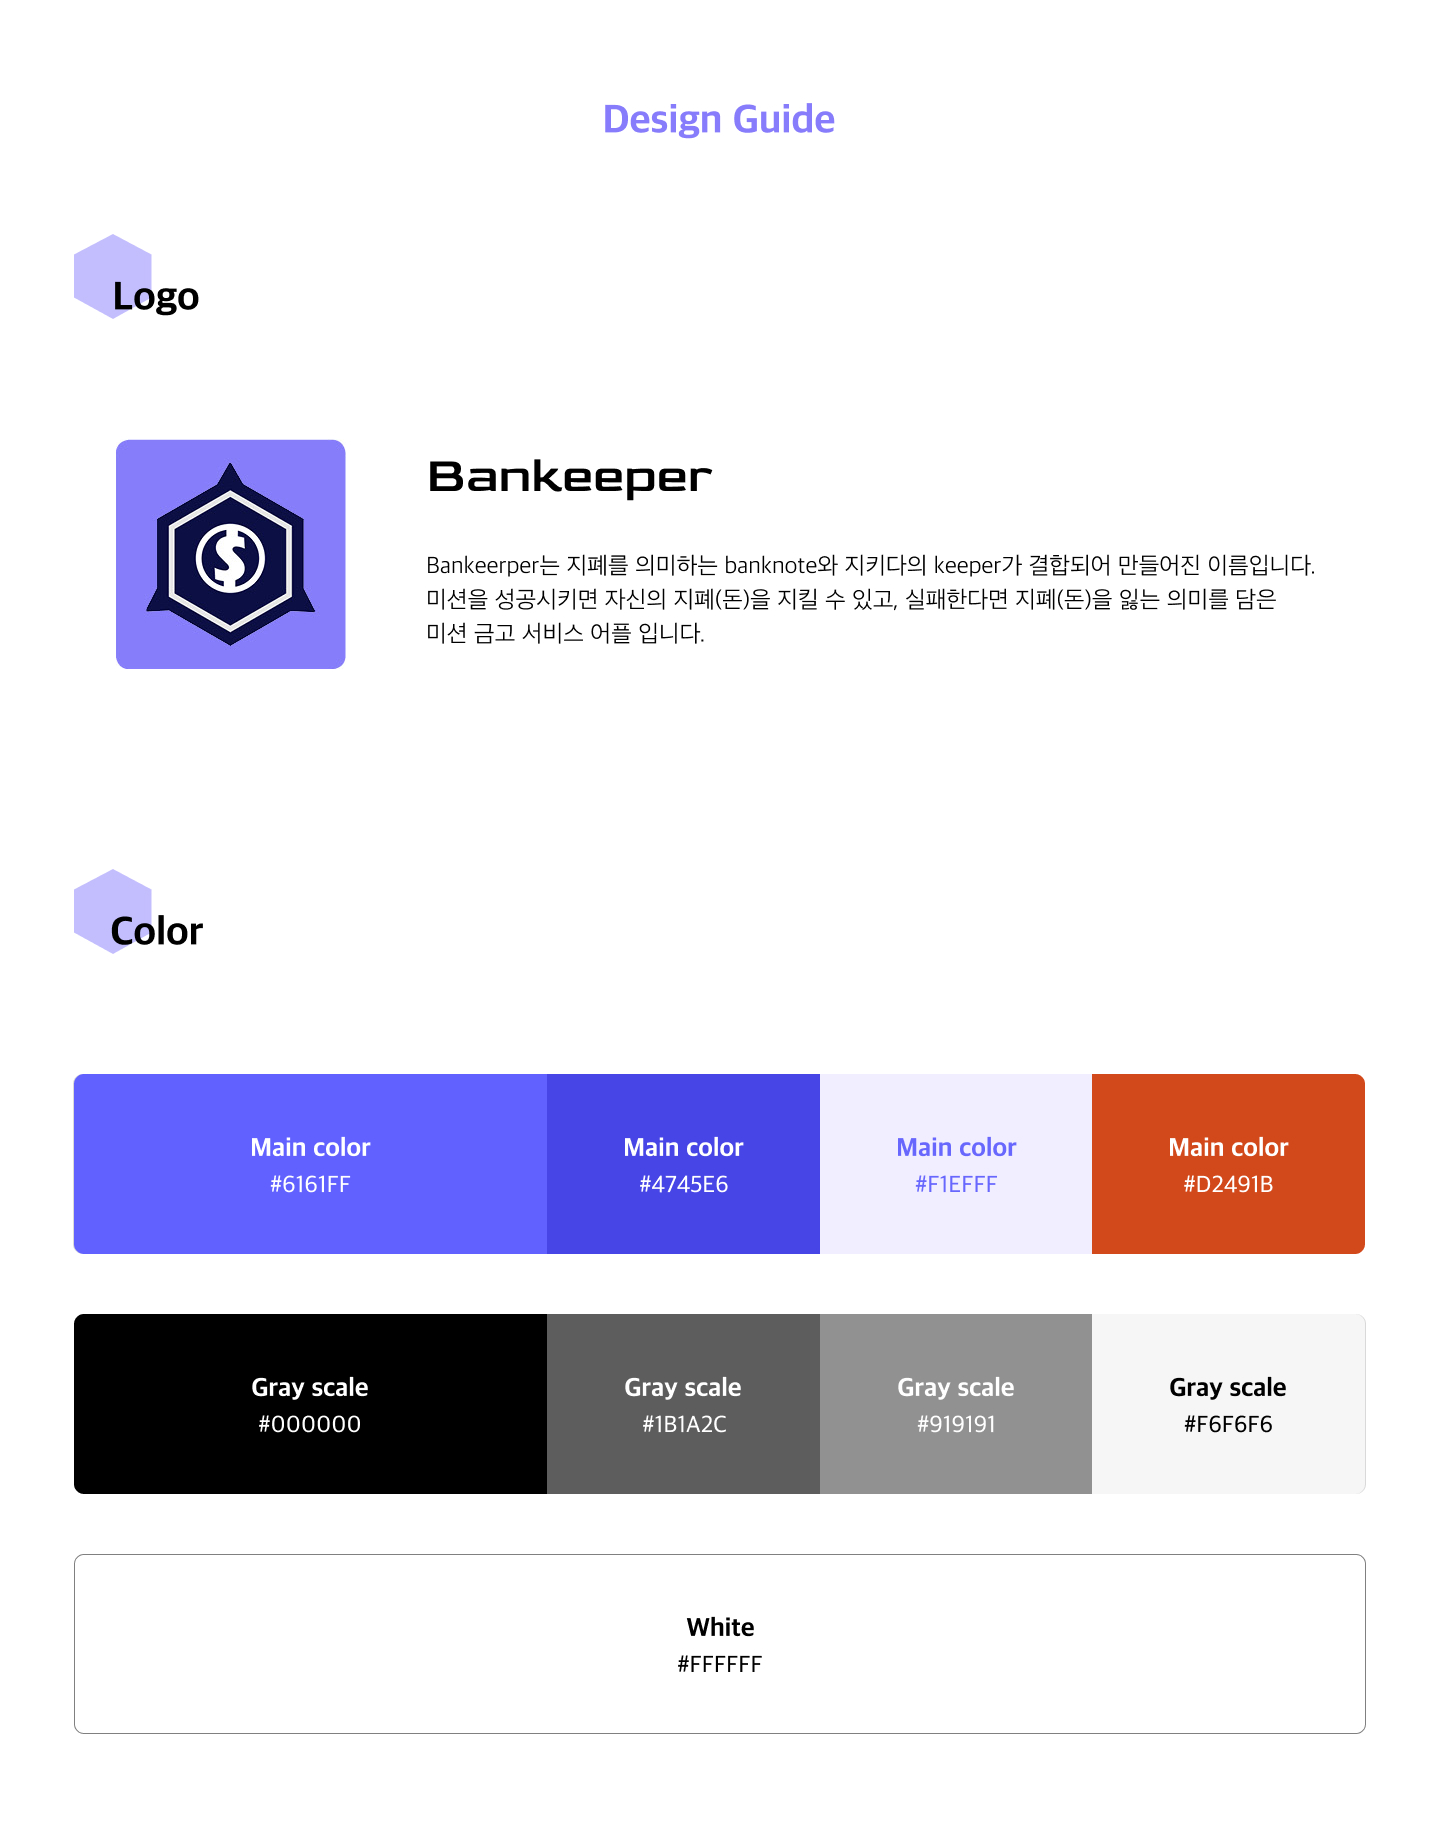 Design Guide
Logo
Bankeeper
Bankeerper는 지폐를 의미하는 banknote와 지키다의 keeper가 결합되어 만들어진 이름입니다.
미션을 성공시키면 자신의 지폐(돈)을 지킬 수 있고, 실패한다면 지폐(돈)을 잃는 의미를 담은
미션 금고 서비스 어플 입니다.
Color
Main color
#6161FF
Main color
#4745E6
Main color
#F1EFFF
Main color
#D2491B
Gray scale
#000000
Gray scale
#1B1A2C
Gray scale
#919191
Gray scale
#F6F6F6
White
#FFFFFF